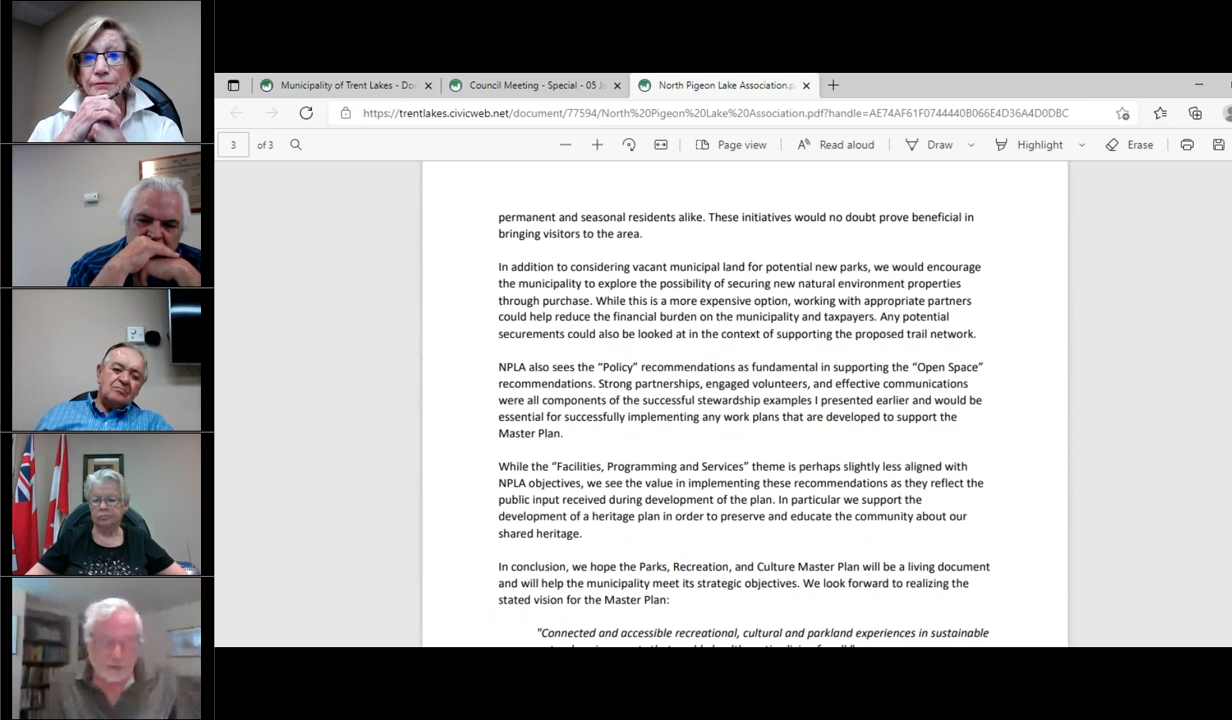 Municipality of Trent Lakes - Do
Council Meeting - Special - 05 J
North Pigeon Lake Association.p
https://trentlakes.civicweb.net/document/77594/North%20Pigeon%20Lake%20Association.pdf?handle=AE74AF61F0744440B066E4D36A4D0DBC
3 of 3
Page view
Read aloud
Draw
Highlight
Erase
permanent and seasonal residents alike. These initiatives would no doubt prove beneficial in
bringing visitors to the area.
In addition to considering vacant municipal land for potential new parks, we would encourage
the municipality to explore the possibility of securing new natural environment properties
through purchase. While this is a more expensive option, working with appropriate partners
could help reduce the financial burden on the municipality and taxpayers. Any potential
securements could also be looked at in the context of supporting the proposed trail network.
NPLA also sees the “Policy” recommendations as fundamental in supporting the “Open Space”
recommendations. Strong partnerships, engaged volunteers, and effective communications
were all components of the successful stewardship examples I presented earlier and would be
essential for successfully implementing any work plans that are developed to support the
Master Plan.
While the “Facilities, Programming and Services” theme is perhaps slightly less aligned with
NPLA objectives, we see the value in implementing these recommendations as they reflect the
public input received during development of the plan. In particular we support the
development of a heritage plan in order to preserve and educate the community about our
shared heritage.
In conclusion, we hope the Parks, Recreation, and Culture Master Plan will be a living document
and will help the municipality meet its strategic objectives. We look forward to realizing the
stated vision for the Master Plan:
“Connected and accessible recreational, cultural and parkland experiences in sustainable